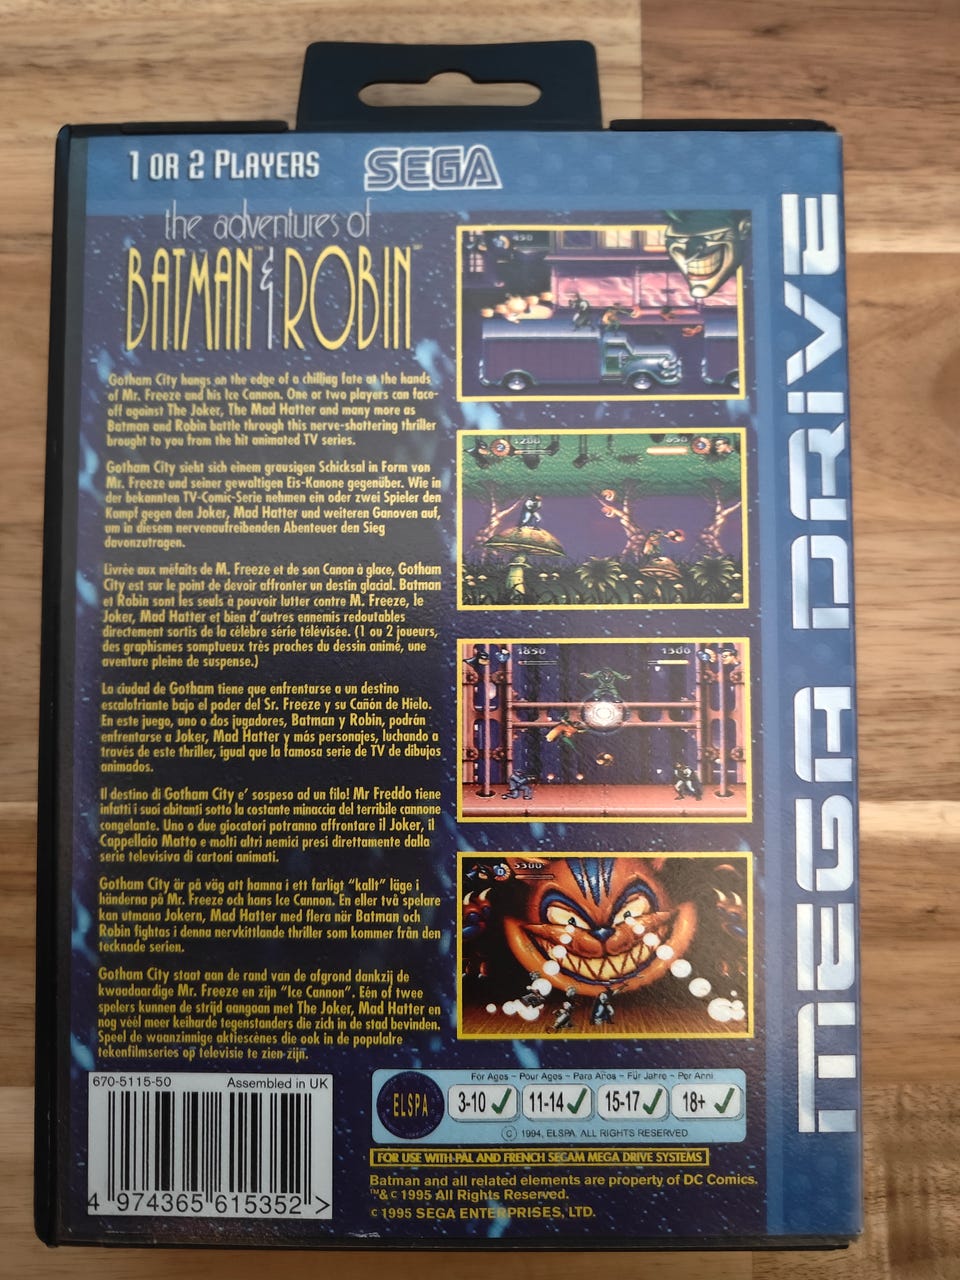 1 OR 2 PLAYERS
SEGA
the adventures of
BATMAN™ & ROBIN™
Gotham City hangs on the edge of a chilling fate at the hands
of Mr. Freeze and his Ice Cannon. One or two players can face-
off against The Joker, The Mad Hatter and many more as
Batman and Robin battle through this nerve-shattering thriller
brought to you from the hit animated TV series.
Gotham City sieht sich einem grausigen Schicksal in Form von
Mr. Freeze und seiner gewaltigen Eis-Kanone gegenüber. Wie in
der bekannten TV-Comic-Serie nehmen ein oder zwei Spieler den
Kampf gegen den Joker, Mad Hatter und weiteren Ganoven auf,
um in diesem nervenaufreibenden Abenteuer den Sieg
davonzutragen.
Livrée aux méfaits de M. Freeze et de son Canon à glace, Gotham
City est sur le point de devoir affronter un destin glacial. Batman
et Robin sont les seuls à pouvoir lutter contre M. Freeze, le
Joker, Mad Hatter et bien d'autres ennemis redoutables
directement sortis de la célèbre série télévisée. (1 ou 2 joueurs,
des graphismes somptueux très proches du dessin animé, une
aventure pleine de suspense.)
La ciudad de Gotham tiene que enfrentarse a un destino
escalofriante bajo el poder del Sr. Freeze y su Cañón de Hielo.
En este juego, uno o dos jugadores, Batman y Robin, podrán
enfrentarse a Joker, Mad Hatter y más personajes, luchando a
través de este thriller, igual que la famosa serie de TV de dibujos
animados.
Il destino di Gotham City e' sospeso ad un filo! Mr Freddo tiene
infatti i suoi abitanti sotto la costante minaccia del terribile cannone
congelante. Uno o due giocatori potranno affrontare il Joker, il
Cappellaio Matto e molti altri nemici presi direttamente dalla
serie televisiva di cartoni animati.
Gotham City är på väg att hamna i ett farligt "kallt" läge i
händerna på Mr. Freeze och hans Ice Cannon. En eller två spelare
kan utmana Jokern, Mad Hatter med flera när Batman och
Robin fightas i denna nervkittlande thriller som kommer från den
tecknade serien.
Gotham City staat aan de rand van de afgrond dankzij de
kwaadaardige Mr. Freeze en zijn "Ice Cannon". Eén of twee
spelers kunnen de strijd aangaan met The Joker, Mad Hatter en
nog véél meer keiharde tegenstanders die zich in de stad bevinden.
Speel de waanzinnige aktiescènes die ook in de populaire
tekenfilmseries op televisie te zien zijn.
450
1200
850
1850
1300
5300
MEGA DRIVE
670-5115-50 Assembled in UK
4 974365 615352 >
ELSPA
For Ages - Pour Ages - Para Años - Für Jahre - Per Anni
3-10 ✓ 11-14 ✓ 15-17 ✓ 18+ ✓
© 1994, ELSPA. ALL RIGHTS RESERVED
FOR USE WITH PAL AND FRENCH SECAM MEGA DRIVE SYSTEMS
Batman and all related elements are property of DC Comics.
™& © 1995 All Rights Reserved.
© 1995 SEGA ENTERPRISES, LTD.